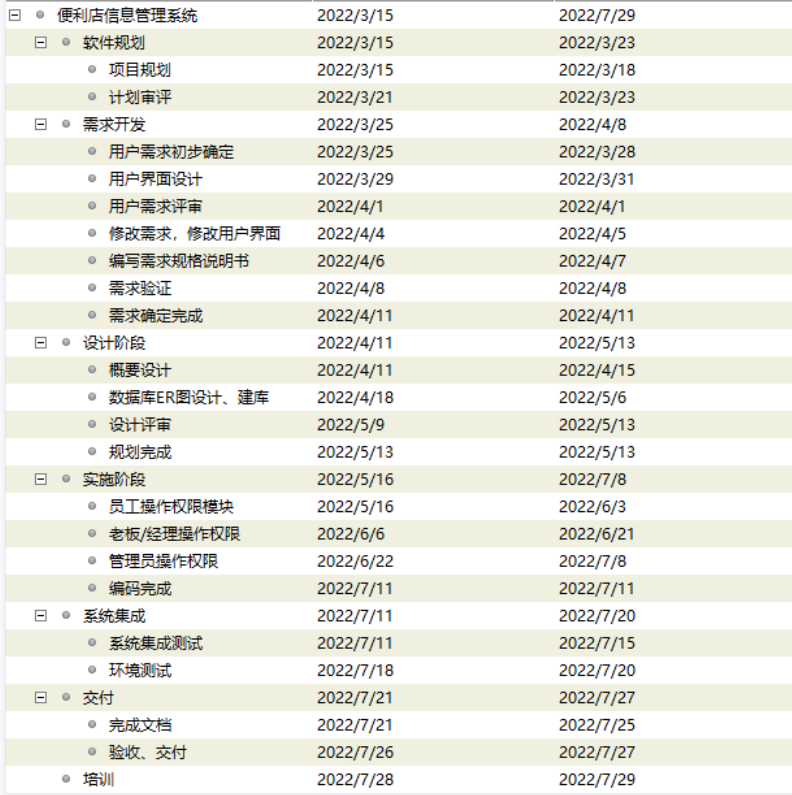 便利店信息管理系统 2022/3/15 2022/7/29
软件规划 2022/3/15 2022/3/23
项目规划 2022/3/15 2022/3/18
计划审评 2022/3/21 2022/3/23
需求开发 2022/3/25 2022/4/8
用户需求初步确定 2022/3/25 2022/3/28
用户界面设计 2022/3/29 2022/3/31
用户需求评审 2022/4/1 2022/4/1
修改需求，修改用户界面 2022/4/4 2022/4/5
编写需求规格说明书 2022/4/6 2022/4/7
需求验证 2022/4/8 2022/4/8
需求确定完成 2022/4/11 2022/4/11
设计阶段 2022/4/11 2022/5/13
概要设计 2022/4/11 2022/4/15
数据库ER图设计、建库 2022/4/18 2022/5/6
设计评审 2022/5/9 2022/5/13
规划完成 2022/5/13 2022/5/13
实施阶段 2022/5/16 2022/7/8
员工操作权限模块 2022/5/16 2022/6/3
老板/经理操作权限 2022/6/6 2022/6/21
管理员操作权限 2022/6/22 2022/7/8
编码完成 2022/7/11 2022/7/11
系统集成 2022/7/11 2022/7/20
系统集成测试 2022/7/11 2022/7/15
环境测试 2022/7/18 2022/7/20
交付 2022/7/21 2022/7/27
完成文档 2022/7/21 2022/7/25
验收、交付 2022/7/26 2022/7/27
培训 2022/7/28 2022/7/29